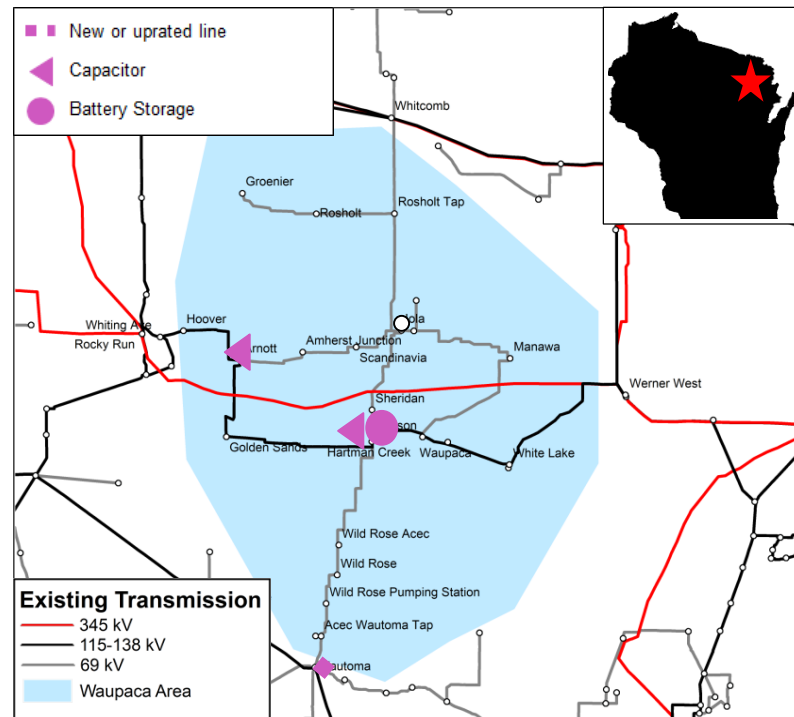 New or uprated line
Capacitor
Battery Storage
Whitcomb
Groenier
Rosholt
Rosholt Tap
Hoover
Whiting Ave
Rocky Run
Iola
Amherst Junction
Scandinavia
Manawa
Sheridan
Werner West
Golden Sands
Hartman Creek
Waupaca
White Lake
Wild Rose Acec
Wild Rose
Wild Rose Pumping Station
Acec Wautoma Tap
Existing Transmission
345 kV
115-138 kV
69 kV
Waupaca Area